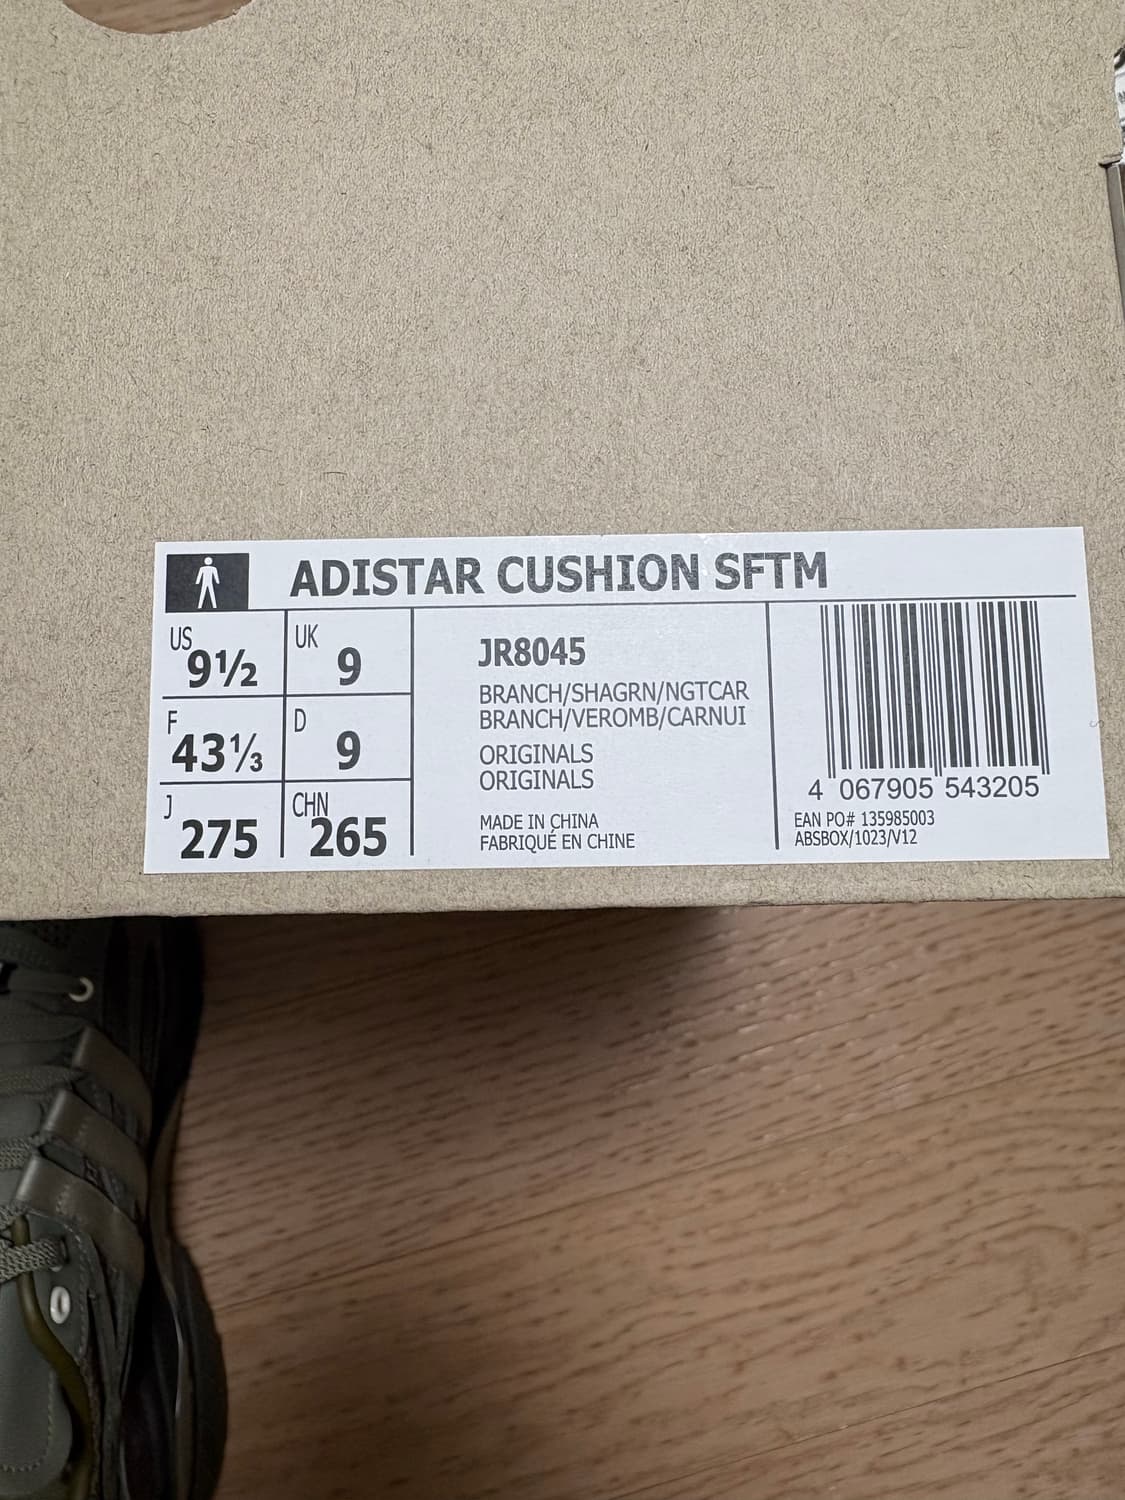 ADISTAR CUSHION SFTM
US 9½
UK 9
F 43⅓
D 9
J 275
CHN 265
JR8045
BRANCH/SHAGRN/NGTCAR
BRANCH/VEROMB/CARNUI
ORIGINALS
ORIGINALS
MADE IN CHINA
FABRIQUÉ EN CHINE
4 067905 543205
EAN PO# 135985003
ABSBOX/1023/V12